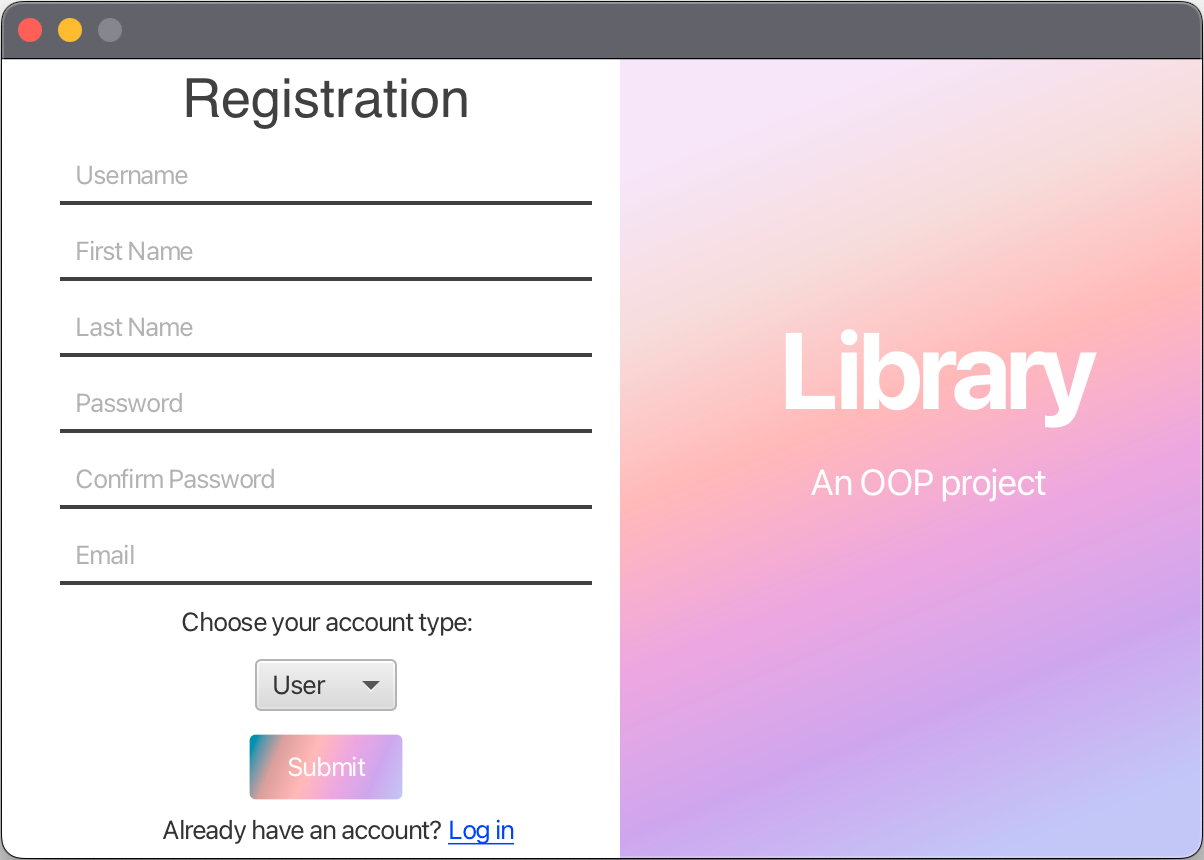 Registration
Username
First Name
Last Name
Password
Confirm Password
Email
Choose your account type:
User
Submit
Already have an account? Log in
Library
An OOP project